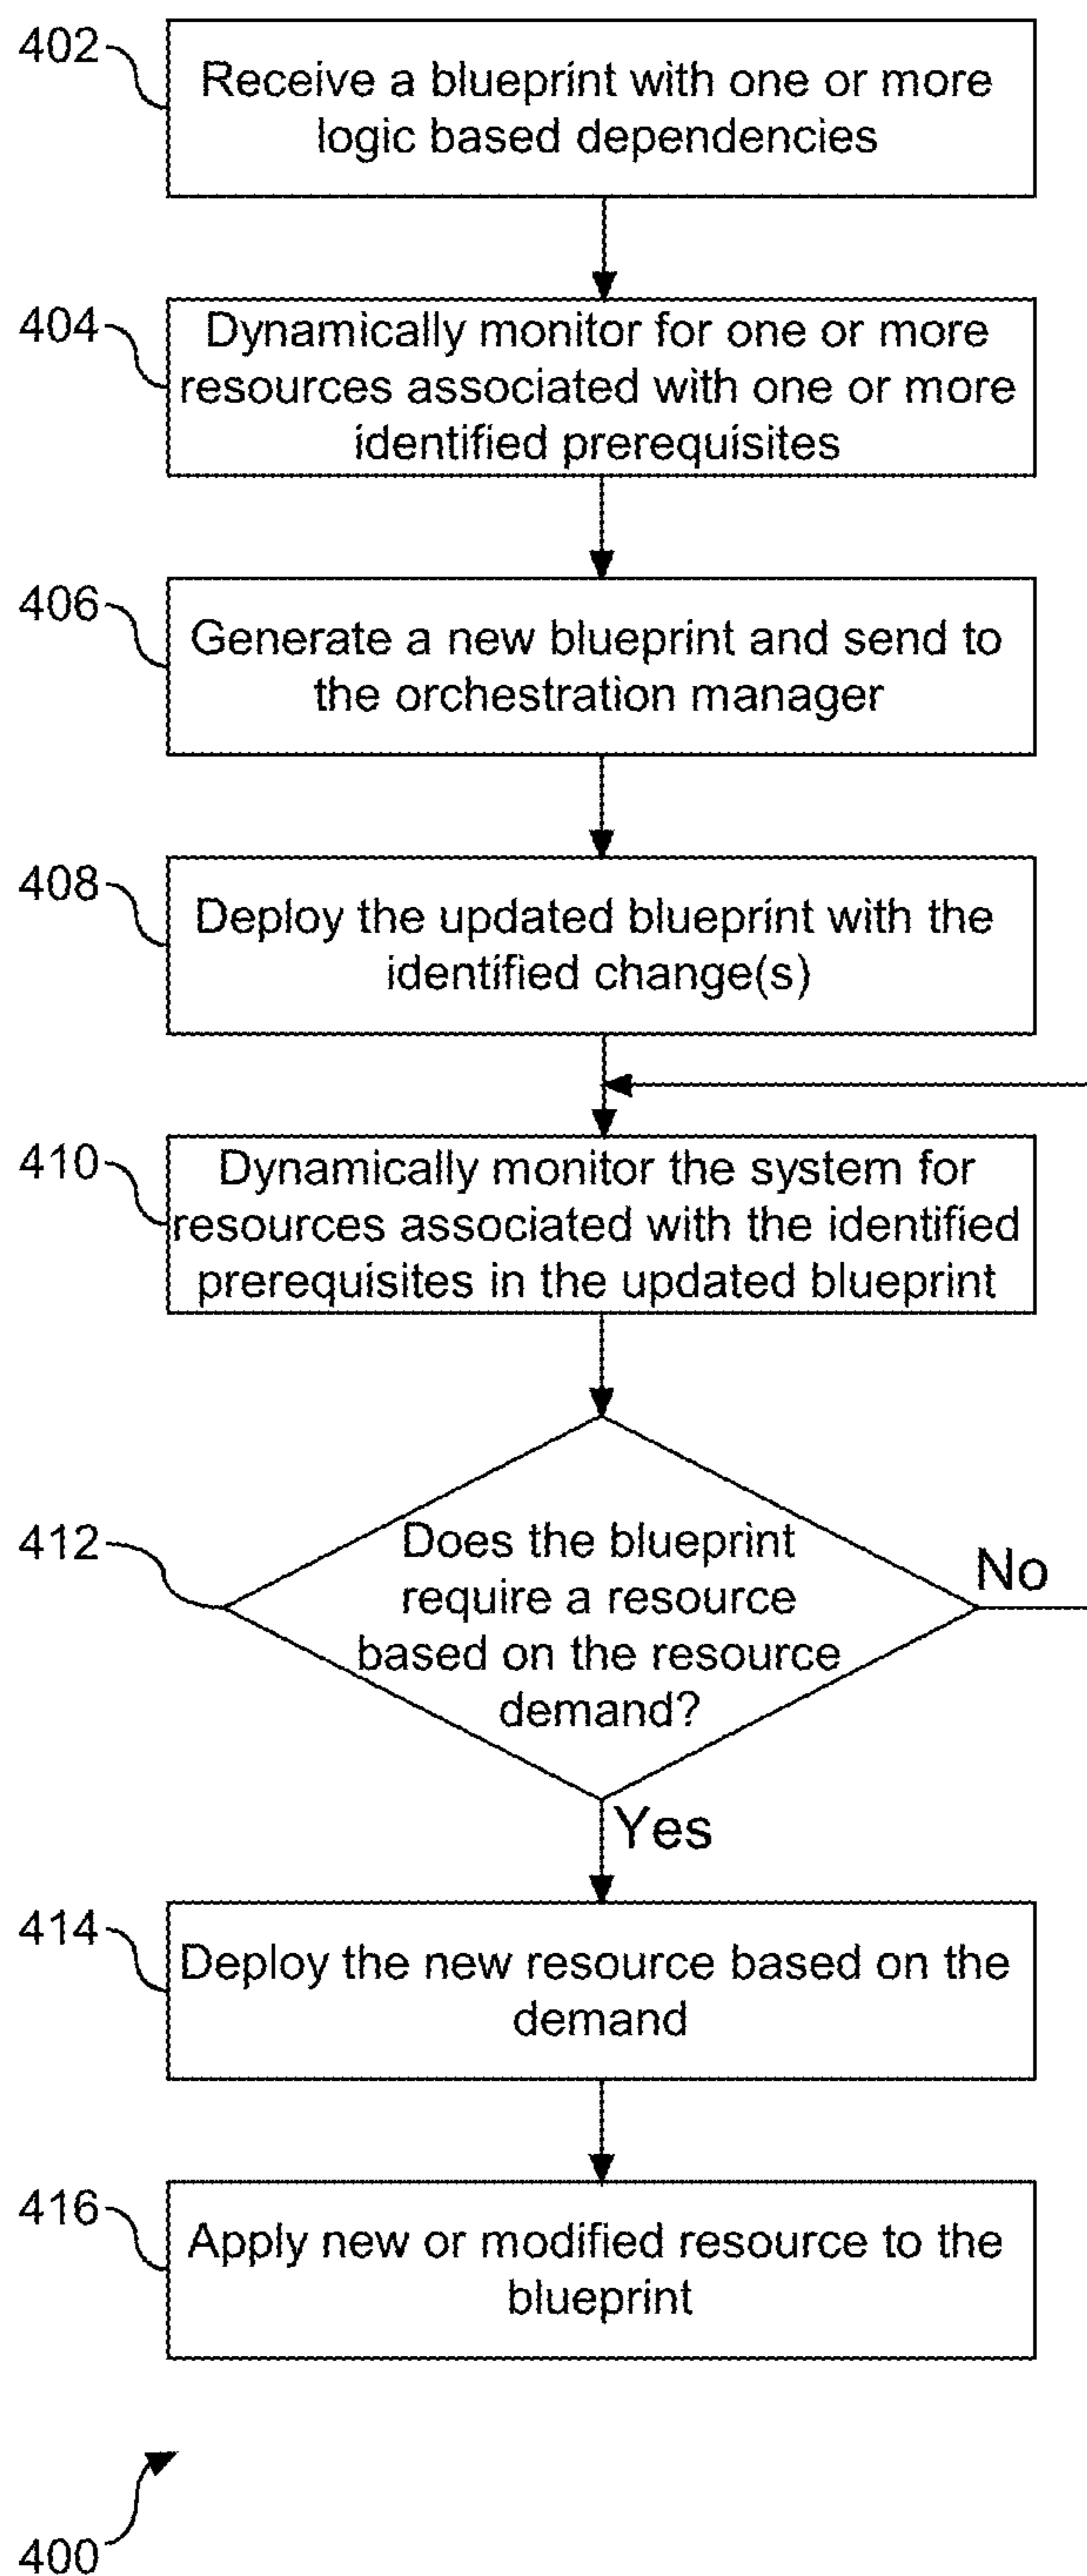 402
Receive a blueprint with one or more
logic based dependencies
404
Dynamically monitor for one or more
resources associated with one or more
identified prerequisites
406
Generate a new blueprint and send to
the orchestration manager
408
Deploy the updated blueprint with the
identified change(s)
410
Dynamically monitor the system for
resources associated with the identified
prerequisites in the updated blueprint
412
Does the blueprint
require a resource
based on the resource
demand?
No
Yes
414
Deploy the new resource based on the
demand
416
Apply new or modified resource to the
blueprint
400